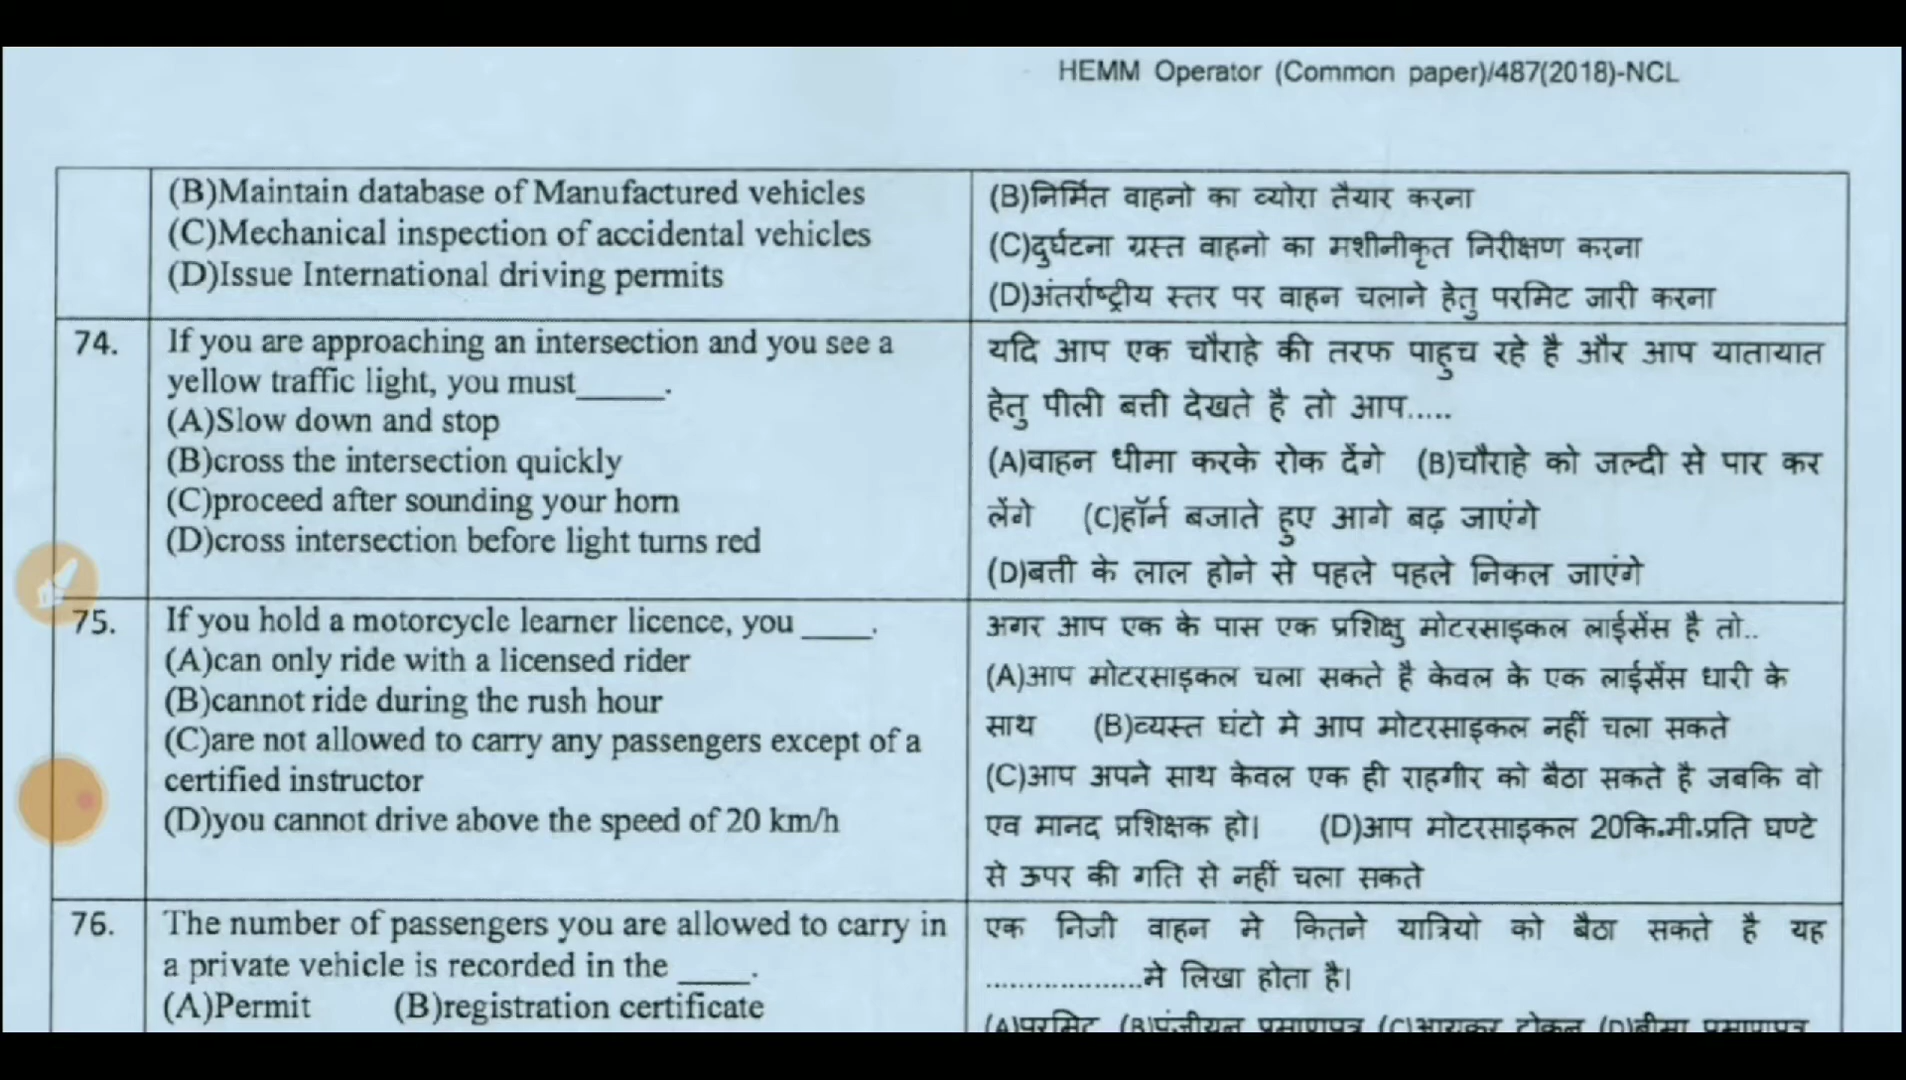 HEMM Operator (Common paper)/487(2018)-NCL
(B)Maintain database of Manufactured vehicles
(C)Mechanical inspection of accidental vehicles
(D)Issue International driving permits
(B)निर्मित वाहनो का व्योरा तैयार करना
(C)दुर्घटना ग्रस्त वाहनो का मशीनीकृत निरीक्षण करना
(D)अंतर्राष्ट्रीय स्तर पर वाहन चलाने हेतु परमिट जारी करना
74.
If you are approaching an intersection and you see a
yellow traffic light, you must_____.
(A)Slow down and stop
(B)cross the intersection quickly
(C)proceed after sounding your horn
(D)cross intersection before light turns red
यदि आप एक चौराहे की तरफ पाहुच रहे है और आप यातायात
हेतु पीली बत्ती देखते है तो आप.....
(A)वाहन धीमा करके रोक देंगे (B)चौराहे को जल्दी से पार कर
लेंगे (C)हॉर्न बजाते हुए आगे बढ़ जाएंगे
(D)बत्ती के लाल होने से पहले पहले निकल जाएंगे
75.
If you hold a motorcycle learner licence, you ____.
(A)can only ride with a licensed rider
(B)cannot ride during the rush hour
(C)are not allowed to carry any passengers except of a
certified instructor
(D)you cannot drive above the speed of 20 km/h
अगर आप एक के पास एक प्रशिक्षु मोटरसाइकल लाईसेंस है तो..
(A)आप मोटरसाइकल चला सकते है केवल के एक लाईसेंस धारी के
साथ (B)व्यस्त घंटो मे आप मोटरसाइकल नहीं चला सकते
(C)आप अपने साथ केवल एक ही राहगीर को बैठा सकते है जबकि वो
एव मानद प्रशिक्षक हो। (D)आप मोटरसाइकल 20कि.मी.प्रति घण्टे
से ऊपर की गति से नहीं चला सकते
76.
The number of passengers you are allowed to carry in
a private vehicle is recorded in the ____.
(A)Permit (B)registration certificate
एक निजी वाहन मे कितने यात्रियो को बैठा सकते है यह
...................मे लिखा होता है।
(A)परमिट (B)पंजीयन प्रमाणपत्र (C)आयकर टोकन (D)बीमा प्रमाणपत्र